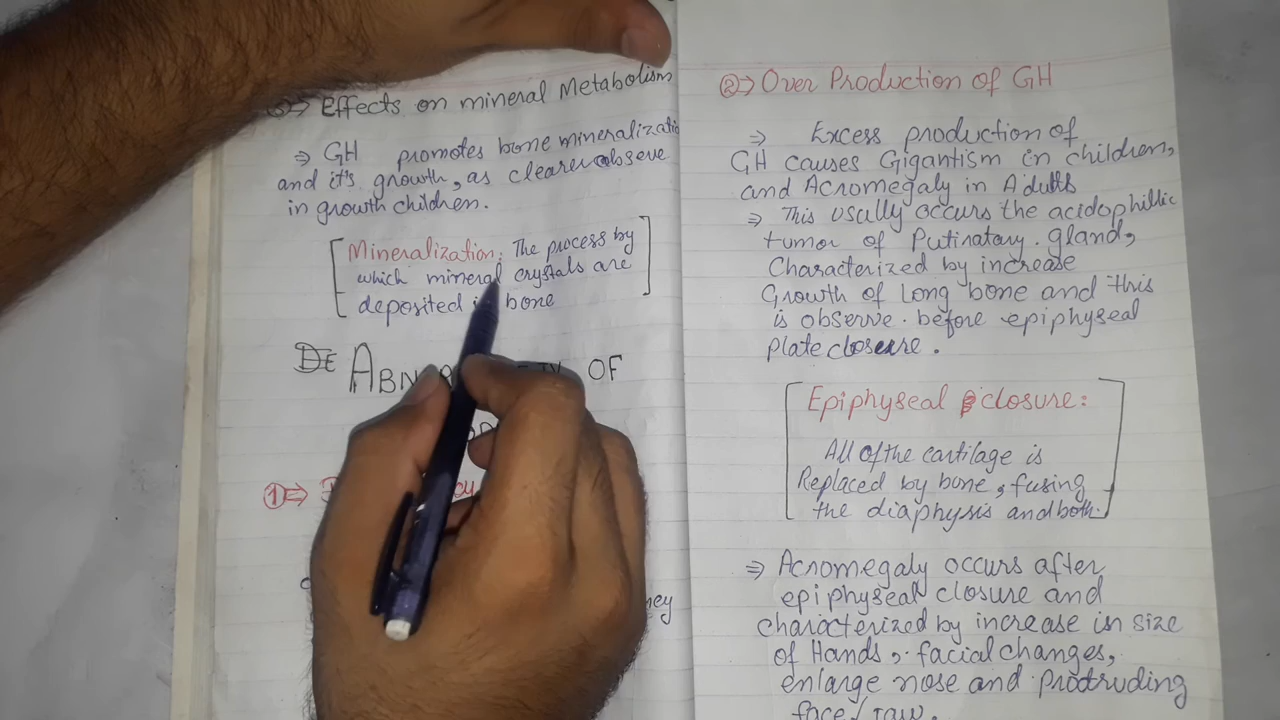 ⇒ Effects on mineral Metabolism
⇒ GH promotes bone mineralizatio
and it's growth, as clearer obseve
in growth children.
[Mineralization: The process by
which mineral crystals are
deposited bone]
ABN OF
①⇒
②⇒ Over Production of GH
⇒ Excess production of
GH causes Gigantism in children,
and Acromegaly in Adults
⇒ This usully occurs the acidophillic
tumor of Putinatary. gland,
Characterized by increase
Growth of Long bone and this
is observe. before epiphyseal
plate closure.
[Epiphyseal closure:
All of the cartilage is
Replaced by bone, fusing
the diaphysis and both.]
⇒ Acromegaly occurs after
epiphyseal closure and
characterized by increase in size
of Hands, facial changes,
enlarge nose and protruding
face/Jaw.